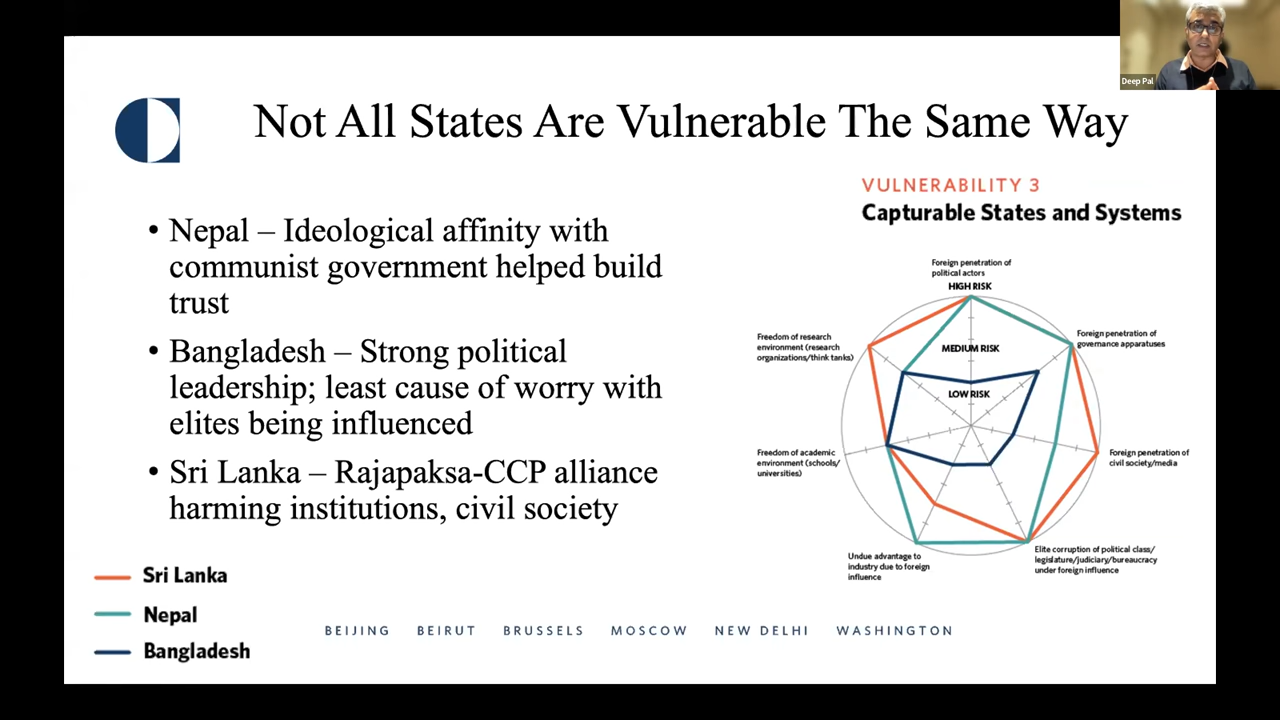 Deep Pal
Not All States Are Vulnerable The Same Way
• Nepal – Ideological affinity with
communist government helped build
trust
• Bangladesh – Strong political
leadership; least cause of worry with
elites being influenced
• Sri Lanka – Rajapaksa-CCP alliance
harming institutions, civil society
VULNERABILITY 3
Capturable States and Systems
Foreign penetration of
political actors
HIGH RISK
Freedom of research
environment (research
organizations/think tanks)
Foreign penetration of
governance apparatuses
MEDIUM RISK
LOW RISK
Freedom of academic
environment (schools/
universities)
Foreign penetration of
civil society/media
Undue advantage to
industry due to foreign
influence
Elite corruption of political class/
legislature/judiciary/bureaucracy
under foreign influence
Sri Lanka
Nepal
Bangladesh
BEIJING BEIRUT BRUSSELS MOSCOW NEW DELHI WASHINGTON